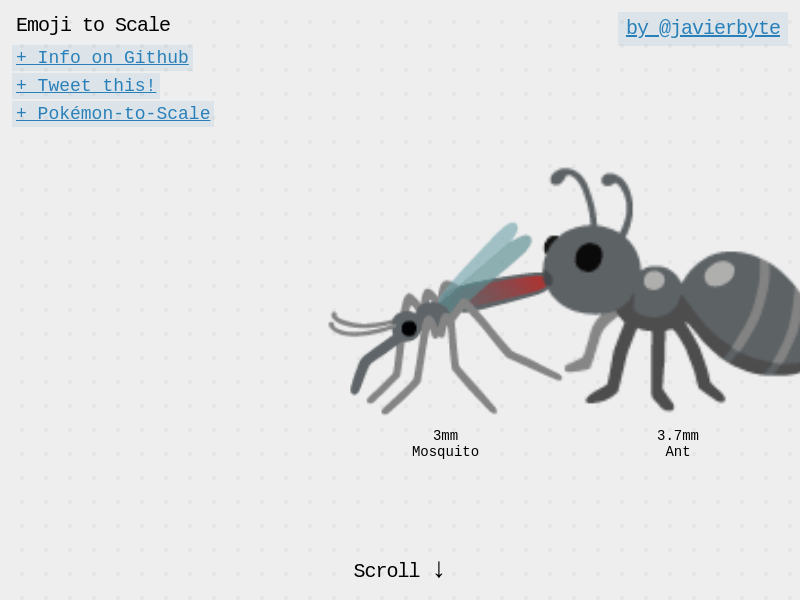 Emoji to Scale
by @javierbyte
+ Info on Github
+ Tweet this!
+ Pokémon-to-Scale
3mm
Mosquito
3.7mm
Ant
Scroll ↓